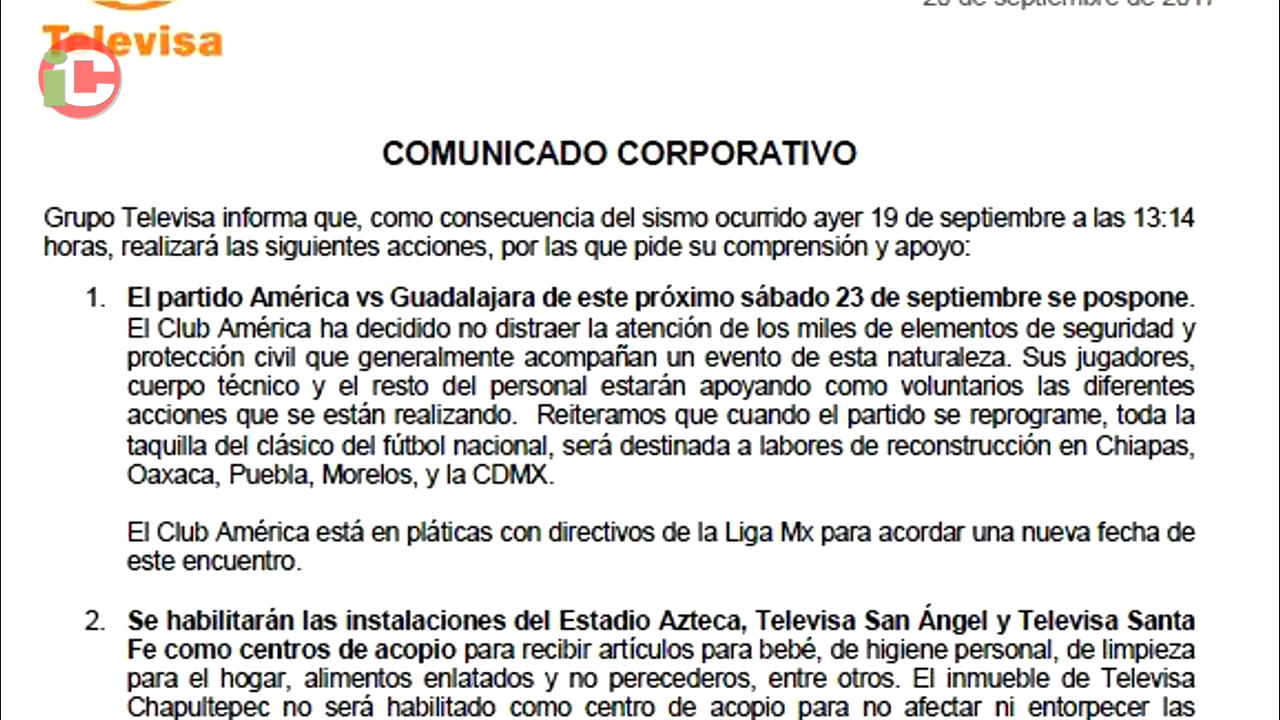 20 de septiembre de 2017
Televisa
iC
COMUNICADO CORPORATIVO
Grupo Televisa informa que, como consecuencia del sismo ocurrido ayer 19 de septiembre a las 13:14
horas, realizará las siguientes acciones, por las que pide su comprensión y apoyo:
1. El partido América vs Guadalajara de este próximo sábado 23 de septiembre se pospone.
El Club América ha decidido no distraer la atención de los miles de elementos de seguridad y
protección civil que generalmente acompañan un evento de esta naturaleza. Sus jugadores,
cuerpo técnico y el resto del personal estarán apoyando como voluntarios las diferentes
acciones que se están realizando. Reiteramos que cuando el partido se reprograme, toda la
taquilla del clásico del fútbol nacional, será destinada a labores de reconstrucción en Chiapas,
Oaxaca, Puebla, Morelos, y la CDMX.
El Club América está en pláticas con directivos de la Liga Mx para acordar una nueva fecha de
este encuentro.
2. Se habilitarán las instalaciones del Estadio Azteca, Televisa San Ángel y Televisa Santa
Fe como centros de acopio para recibir artículos para bebé, de higiene personal, de limpieza
para el hogar, alimentos enlatados y no perecederos, entre otros. El inmueble de Televisa
Chapultepec no será habilitado como centro de acopio para no afectar ni entorpecer las